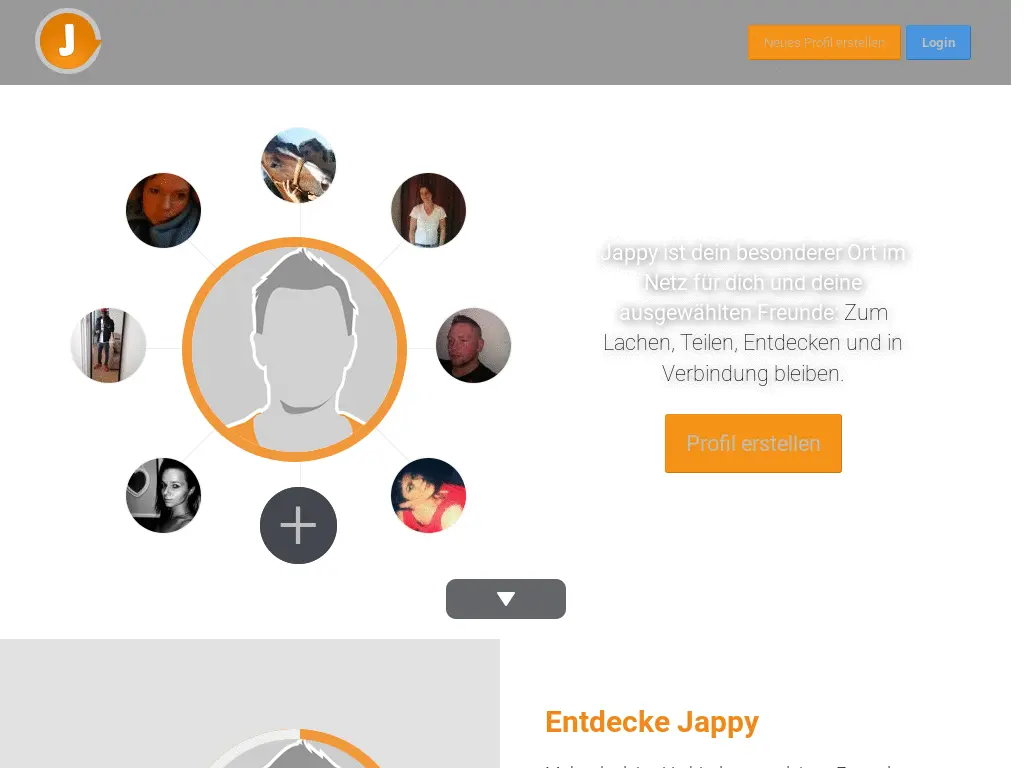 J
Neues Profil erstellen
Login
Jappy ist dein besonderer Ort im
Netz für dich und deine
ausgewählten Freunde: Zum
Lachen, Teilen, Entdecken und in
Verbindung bleiben.
Profil erstellen
Entdecke Jappy